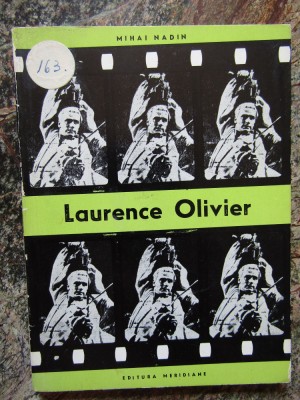 MIHAI NADIN
163.
Laurence Olivier
EDITURA MERIDIANE